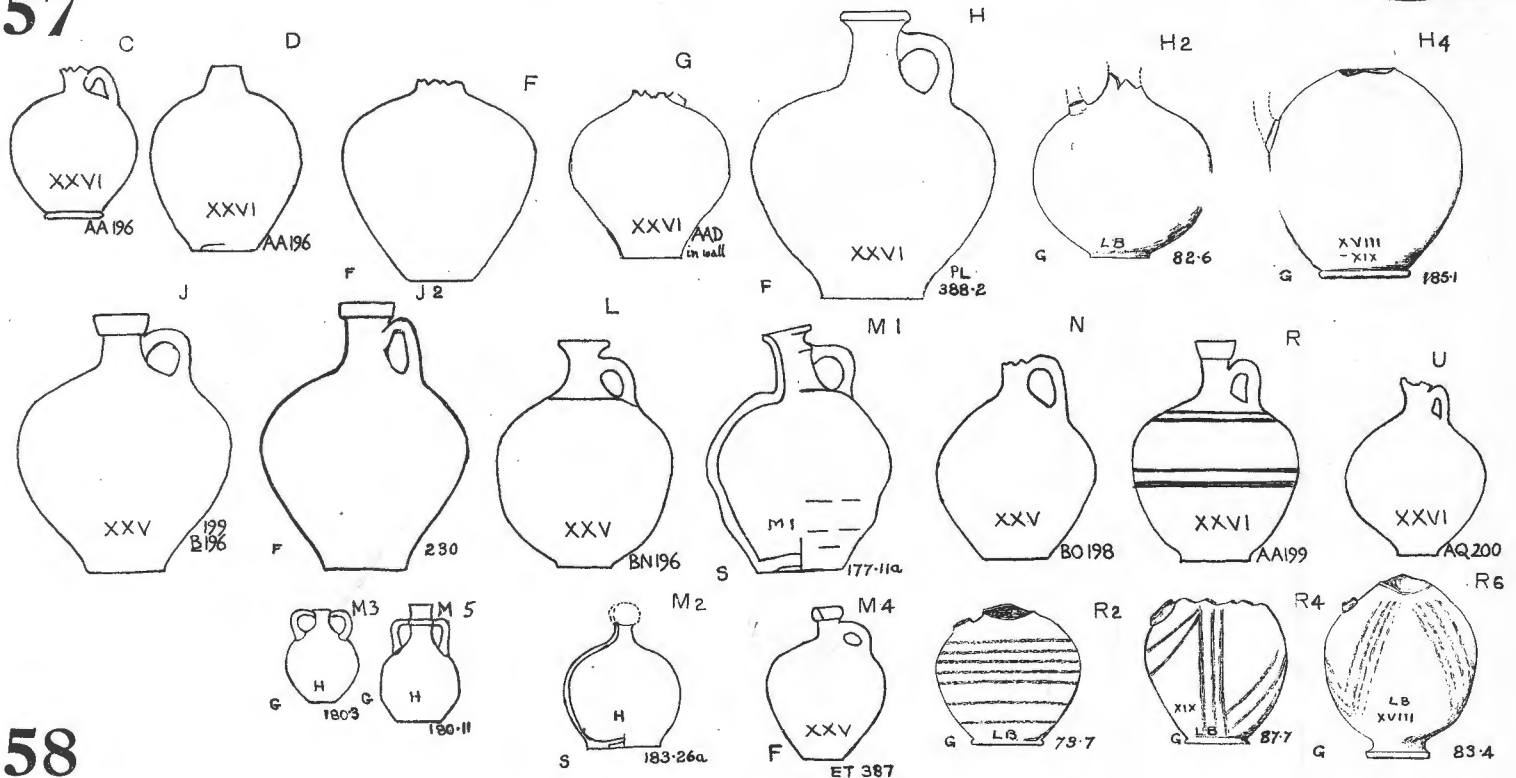 57
C
XXVI
AA196
D
XXVI
AA196
F
F
J2
G
XXVI
AAD
in wall
H
XXVI
F
PL
388·2
H2
G
LB
82·6
H4
XVIII
-XIX
G
185·1
J
XXV
199
B196
F
230
L
XXV
BN196
M1
M1
S
177·11a
N
XXV
BO198
R
XXVI
AA199
U
XXVI
AQ200
M3
H
G
180·3
M5
G
H
180·11
M2
H
S
183·26a
M4
XXV
F
ET 387
R2
G
LB
73·7
R4
XIX
G
LB
87·7
R6
LB
XVIII
G
83·4
58